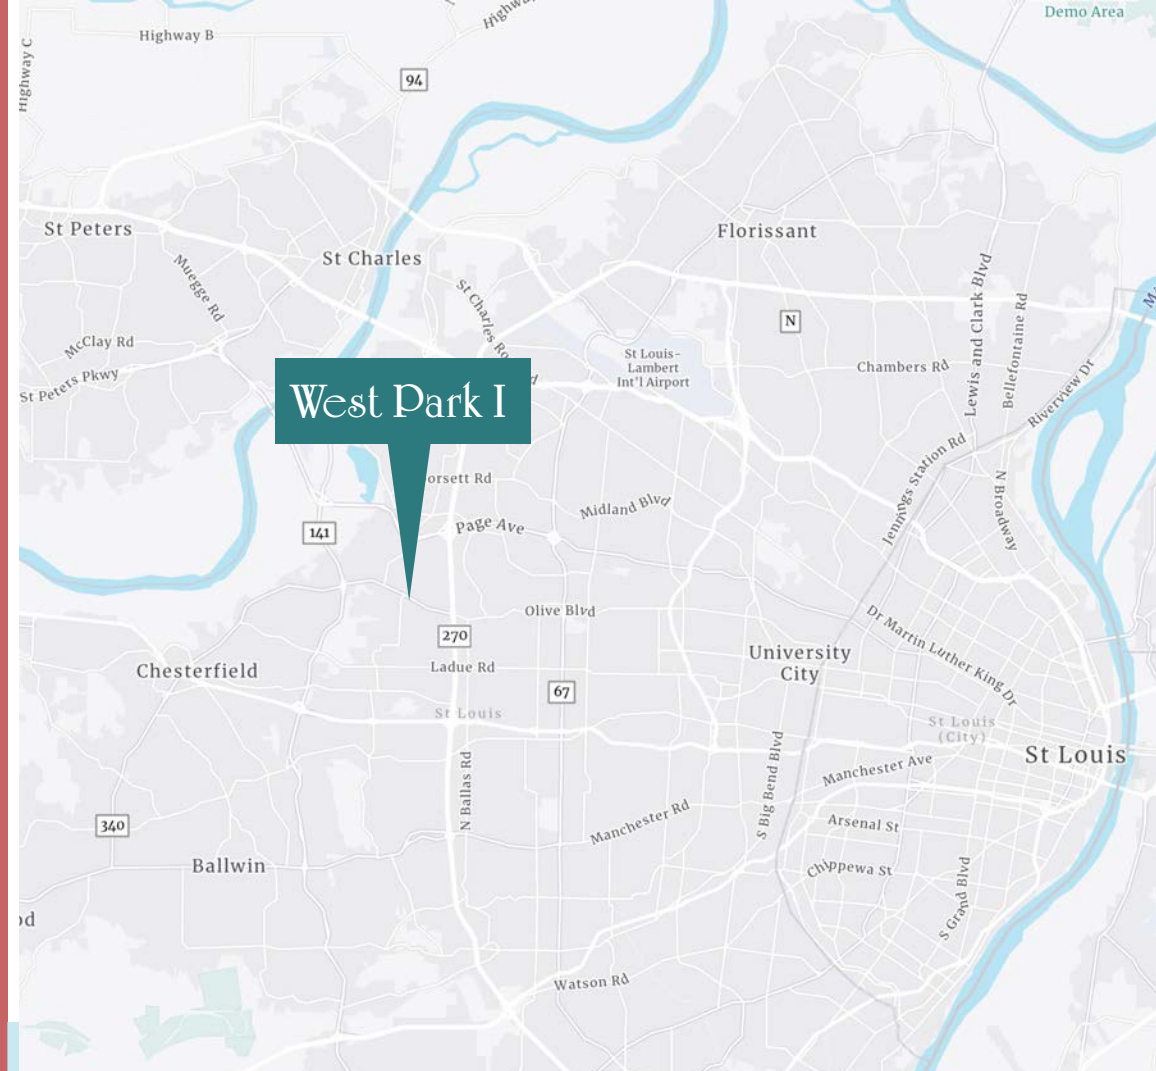 Demo Area
Highway B
Highway C
94
St Peters
Florissant
St Charles
Muegge Rd
St Charles
Lewis and Clark Blvd
Bellefontaine Rd
N
McClay Rd
St Louis-
Lambert
Int'l Airport
Chambers Rd
St Peters Pkwy
Riverview Dr
West Park I
Jennings Station Rd
orsett Rd
N Broadway
Midland Blvd
Page Ave
141
Olive Blvd
270
Dr Martin Luther King Dr
University
City
Ladue Rd
Chesterfield
67
St Louis
St Louis
(City)
St Louis
S Big Bend Blvd
Manchester Ave
N Ballas Rd
Manchester Rd
Arsenal St
340
Ballwin
Chippewa St
S Grand Blvd
Watson Rd